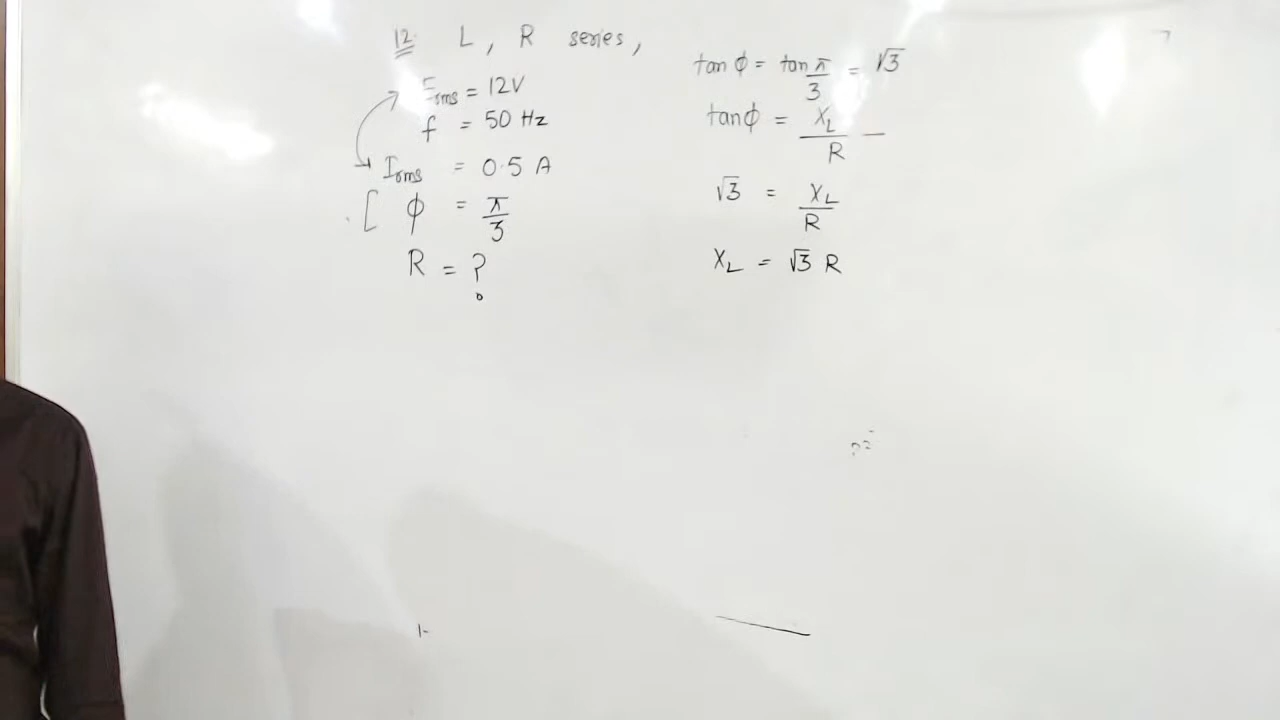 12. L, R series,
Erms = 12V
f = 50 Hz
Irms = 0.5 A
[ φ = π/3
R = ?
tan φ = tan π/3 = √3
tanφ = XL/R
√3 = XL/R
XL = √3 R